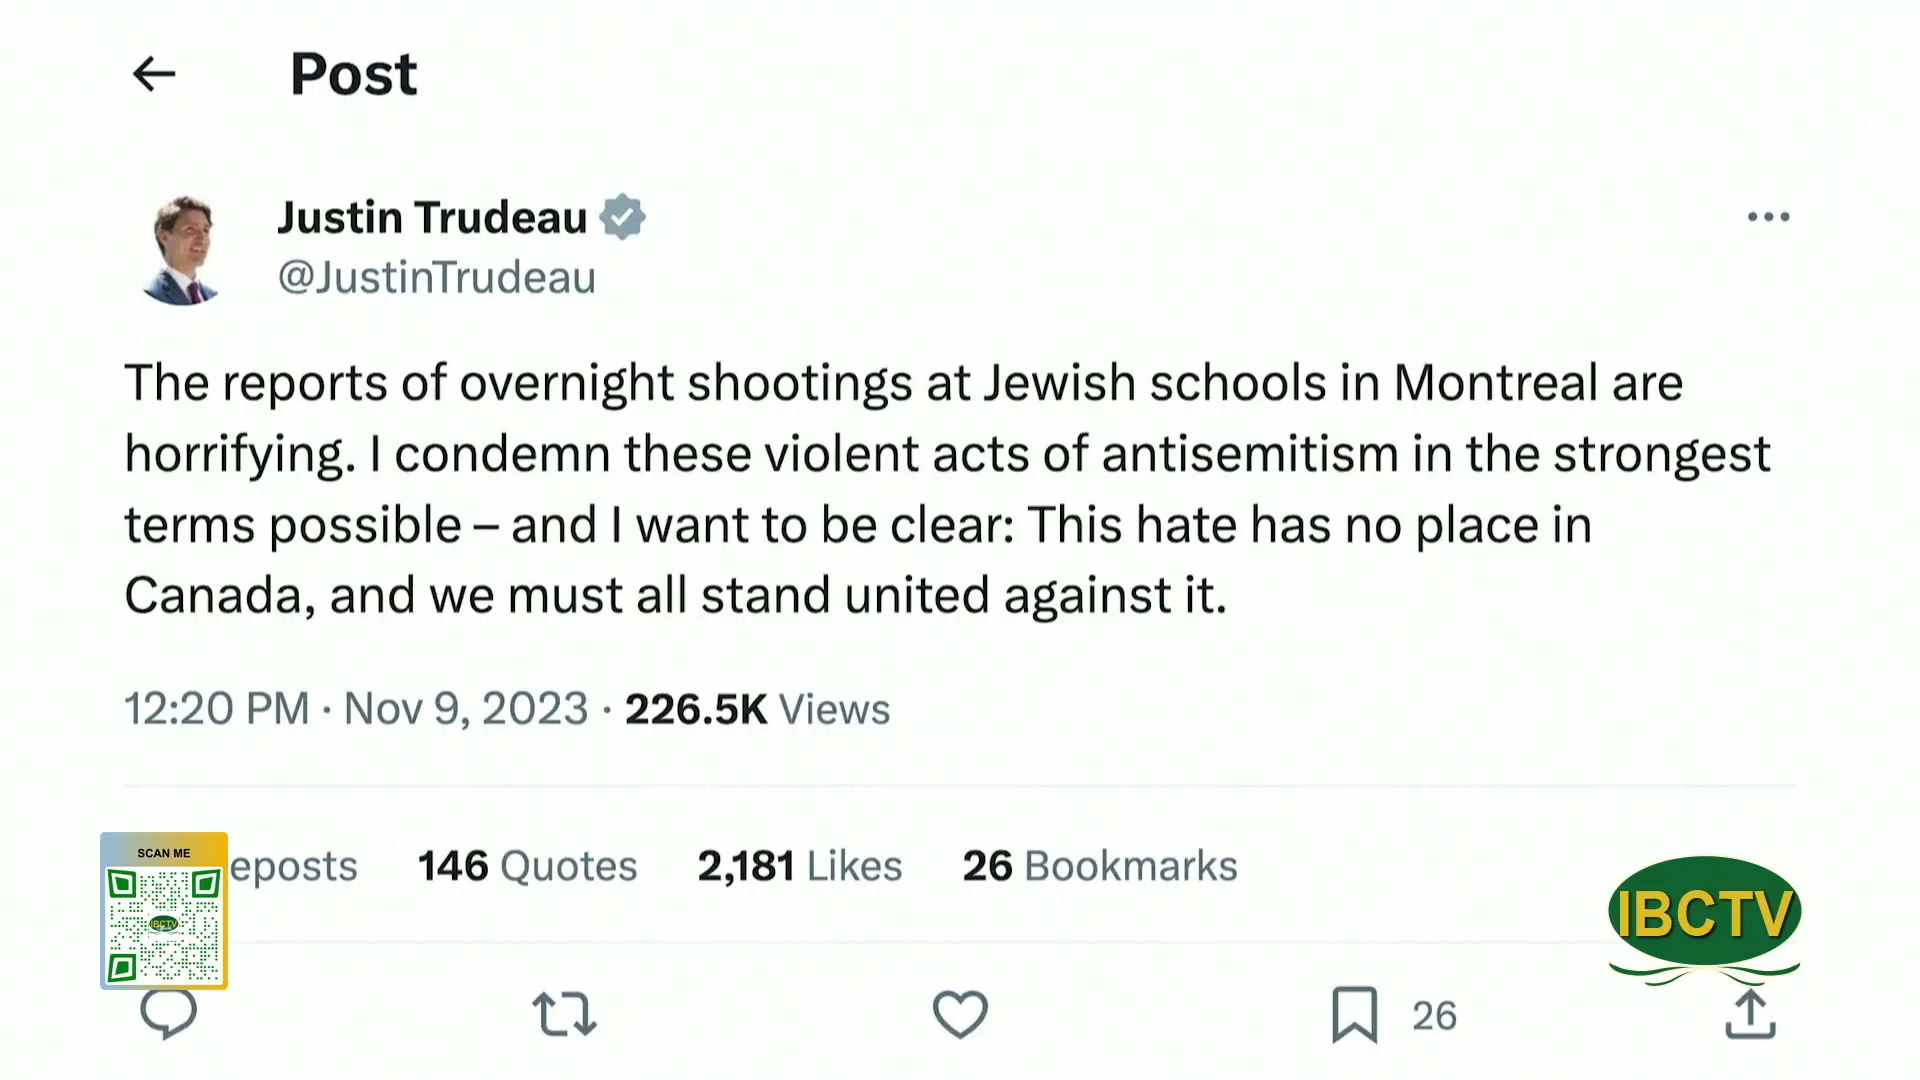 Post
Justin Trudeau
@JustinTrudeau
The reports of overnight shootings at Jewish schools in Montreal are
horrifying. I condemn these violent acts of antisemitism in the strongest
terms possible – and I want to be clear: This hate has no place in
Canada, and we must all stand united against it.
12:20 PM · Nov 9, 2023 · 226.5K Views
SCAN ME
eposts 146 Quotes 2,181 Likes 26 Bookmarks
IBCTV
IBCTV
26